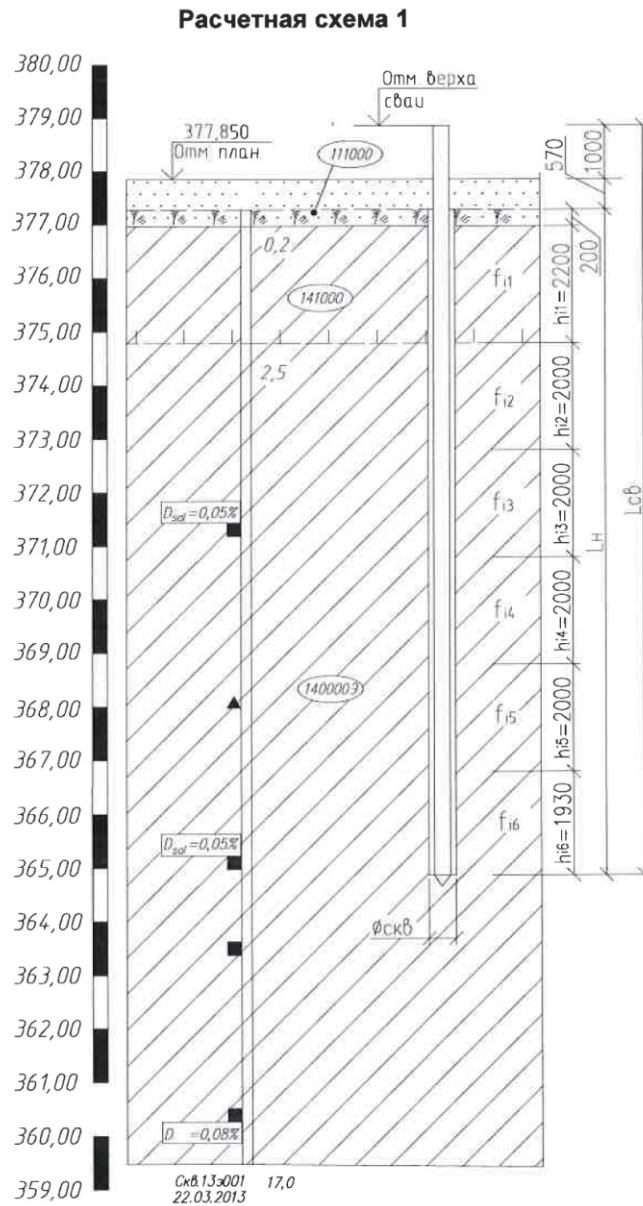 Расчетная схема 1
380,00
379,00
378,00
377,00
376,00
375,00
374,00
373,00
372,00
371,00
370,00
369,00
368,00
367,00
366,00
365,00
364,00
363,00
362,00
361,00
360,00
359,00
Отм верха
сваи
377,850
Отм план
111000
0,2
141000
2,5
Dsal =0,05%
1400003
Dsal =0,05%
D =0,08%
Скв.13э001 17,0
22.03.2013
Øскв
fi1
fi2
fi3
fi4
fi5
fi6
570
1000
200
hi1=2200
hi2=2000
hi3=2000
hi4=2000
hi5=2000
hi6=1930
Lн
Lсв